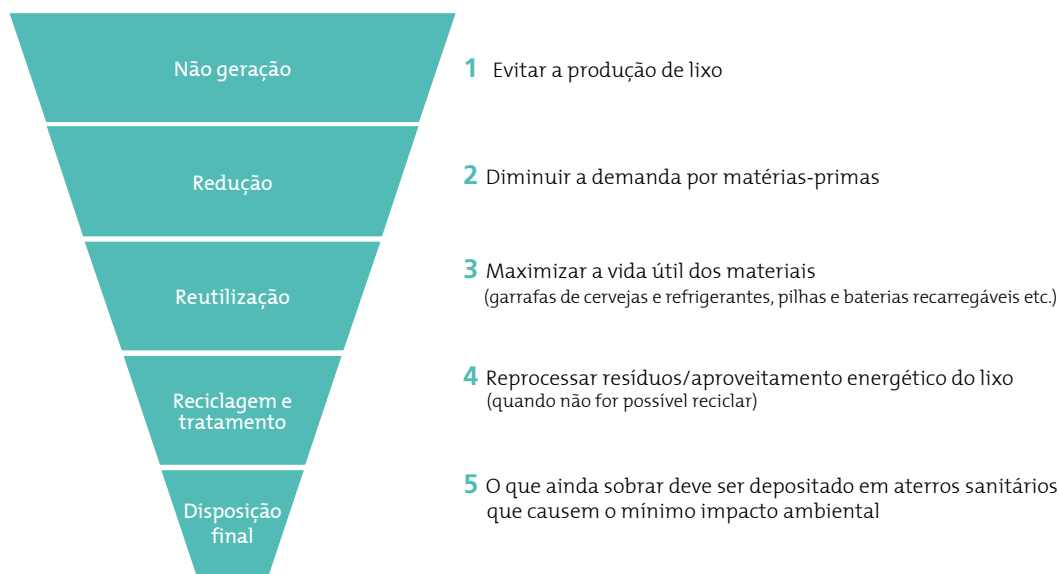 Não geração
1 Evitar a produção de lixo
Redução
2 Diminuir a demanda por matérias-primas
Reutilização
3 Maximizar a vida útil dos materiais
(garrafas de cervejas e refrigerantes, pilhas e baterias recarregáveis etc.)
Reciclagem e
tratamento
4 Reprocessar resíduos/aproveitamento energético do lixo
(quando não for possível reciclar)
Disposição
final
5 O que ainda sobrar deve ser depositado em aterros sanitários
que causem o mínimo impacto ambiental